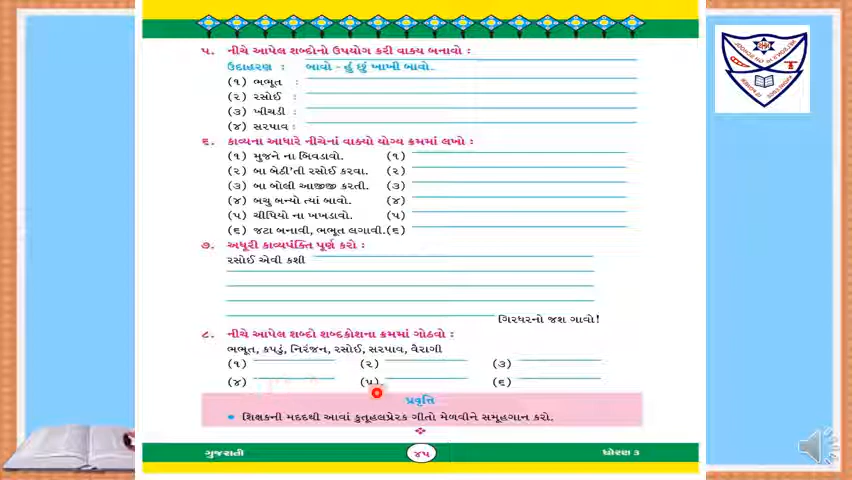 ૫. નીચે આપેલ શબ્દોનો ઉપયોગ કરી વાક્ય બનાવો :
ઉદાહરણ : બાવો - હું છું ખાખી બાવો.
(૧) ભભૂત :
(૨) રસોઈ :
(૩) ખીચડી :
(૪) સરપાવ :
૬. કાવ્યના આધારે નીચેનાં વાક્યો યોગ્ય ક્રમમાં લખો :
(૧) મુજને ના બિવડાવો. (૧)
(૨) બા બેઠી'તી રસોઈ કરવા. (૨)
(૩) બા બોલી આજીજી કરતી. (૩)
(૪) બચુ બન્યો ત્યાં બાવો. (૪)
(૫) ચીપિયો ના ખખડાવો. (૫)
(૬) જટા બનાવી, ભભૂત લગાવી.(૬)
૭. અધૂરી કાવ્યપંક્તિ પૂર્ણ કરો :
રસોઈ એવી કશી
ગિરધરનો જશ ગાવો!
૮. નીચે આપેલ શબ્દો શબ્દકોશના ક્રમમાં ગોઠવો :
ભભૂત, કપડું, નિરંજન, રસોઈ, સરપાવ, વૈરાગી
(૧) (૨) (૩)
(૪) (૫) (૬)
પ્રવૃત્તિ
શિક્ષકની મદદથી આવાં કુતૂહલપ્રેરક ગીતો મેળવીને સમૂહગાન કરો.
ગુજરાતી ૪૫ ધોરણ ૩